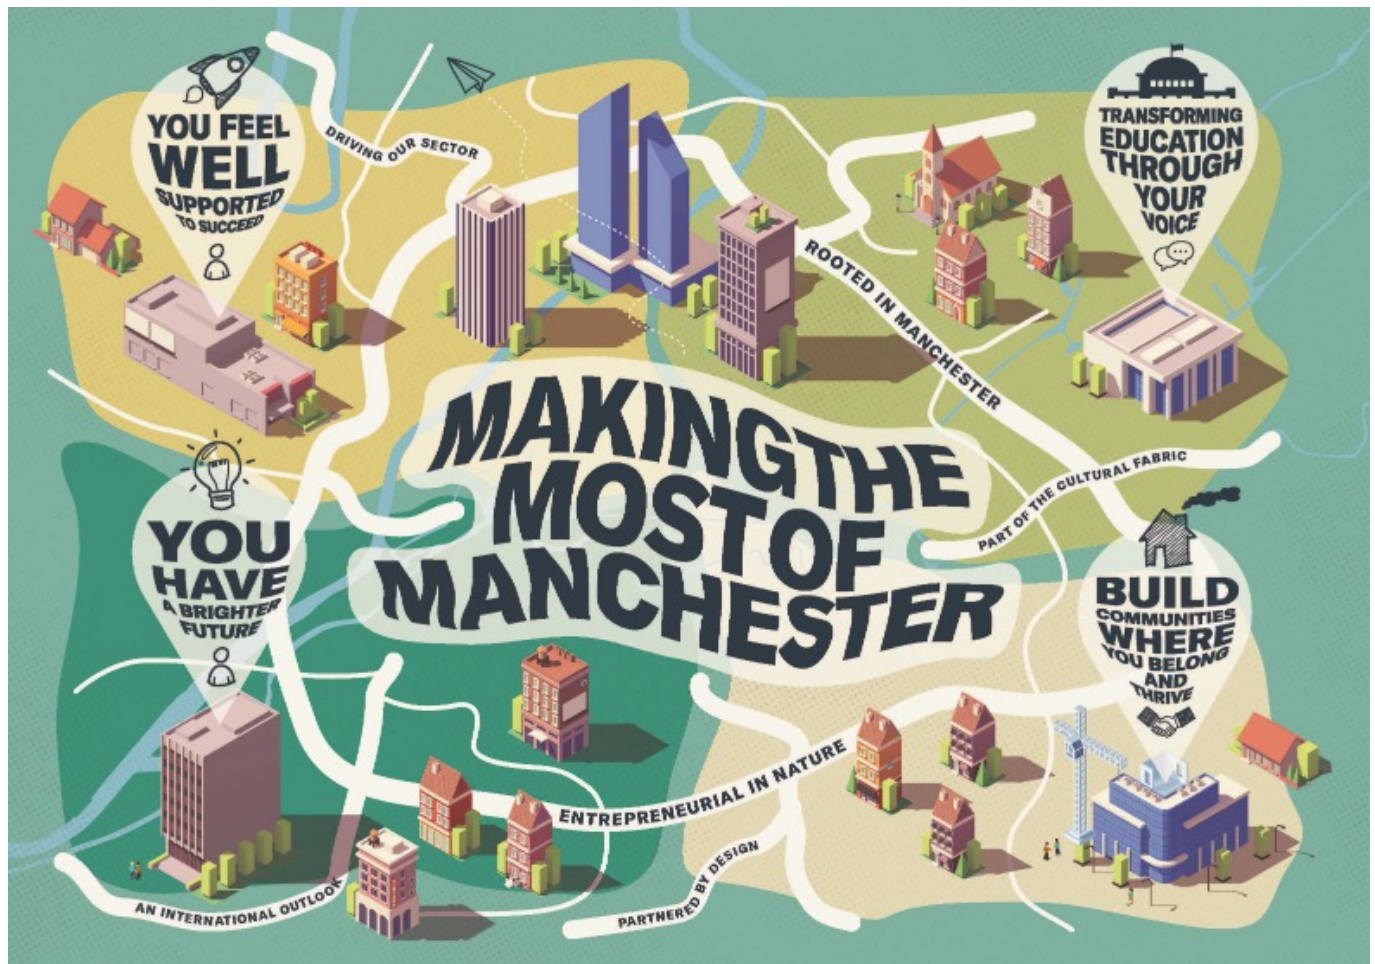 YOU FEEL
WELL
SUPPORTED
TO SUCCEED
DRIVING OUR SECTOR
TRANSFORMING
EDUCATION
THROUGH
YOUR
VOICE
ROOTED IN MANCHESTER
MAKING THE
MOST OF
MANCHESTER
PART OF THE CULTURAL FABRIC
YOU
HAVE
A BRIGHTER
FUTURE
BUILD
COMMUNITIES
WHERE
YOU BELONG
AND
THRIVE
ENTREPRENEURIAL IN NATURE
AN INTERNATIONAL OUTLOOK
PARTNERED BY DESIGN